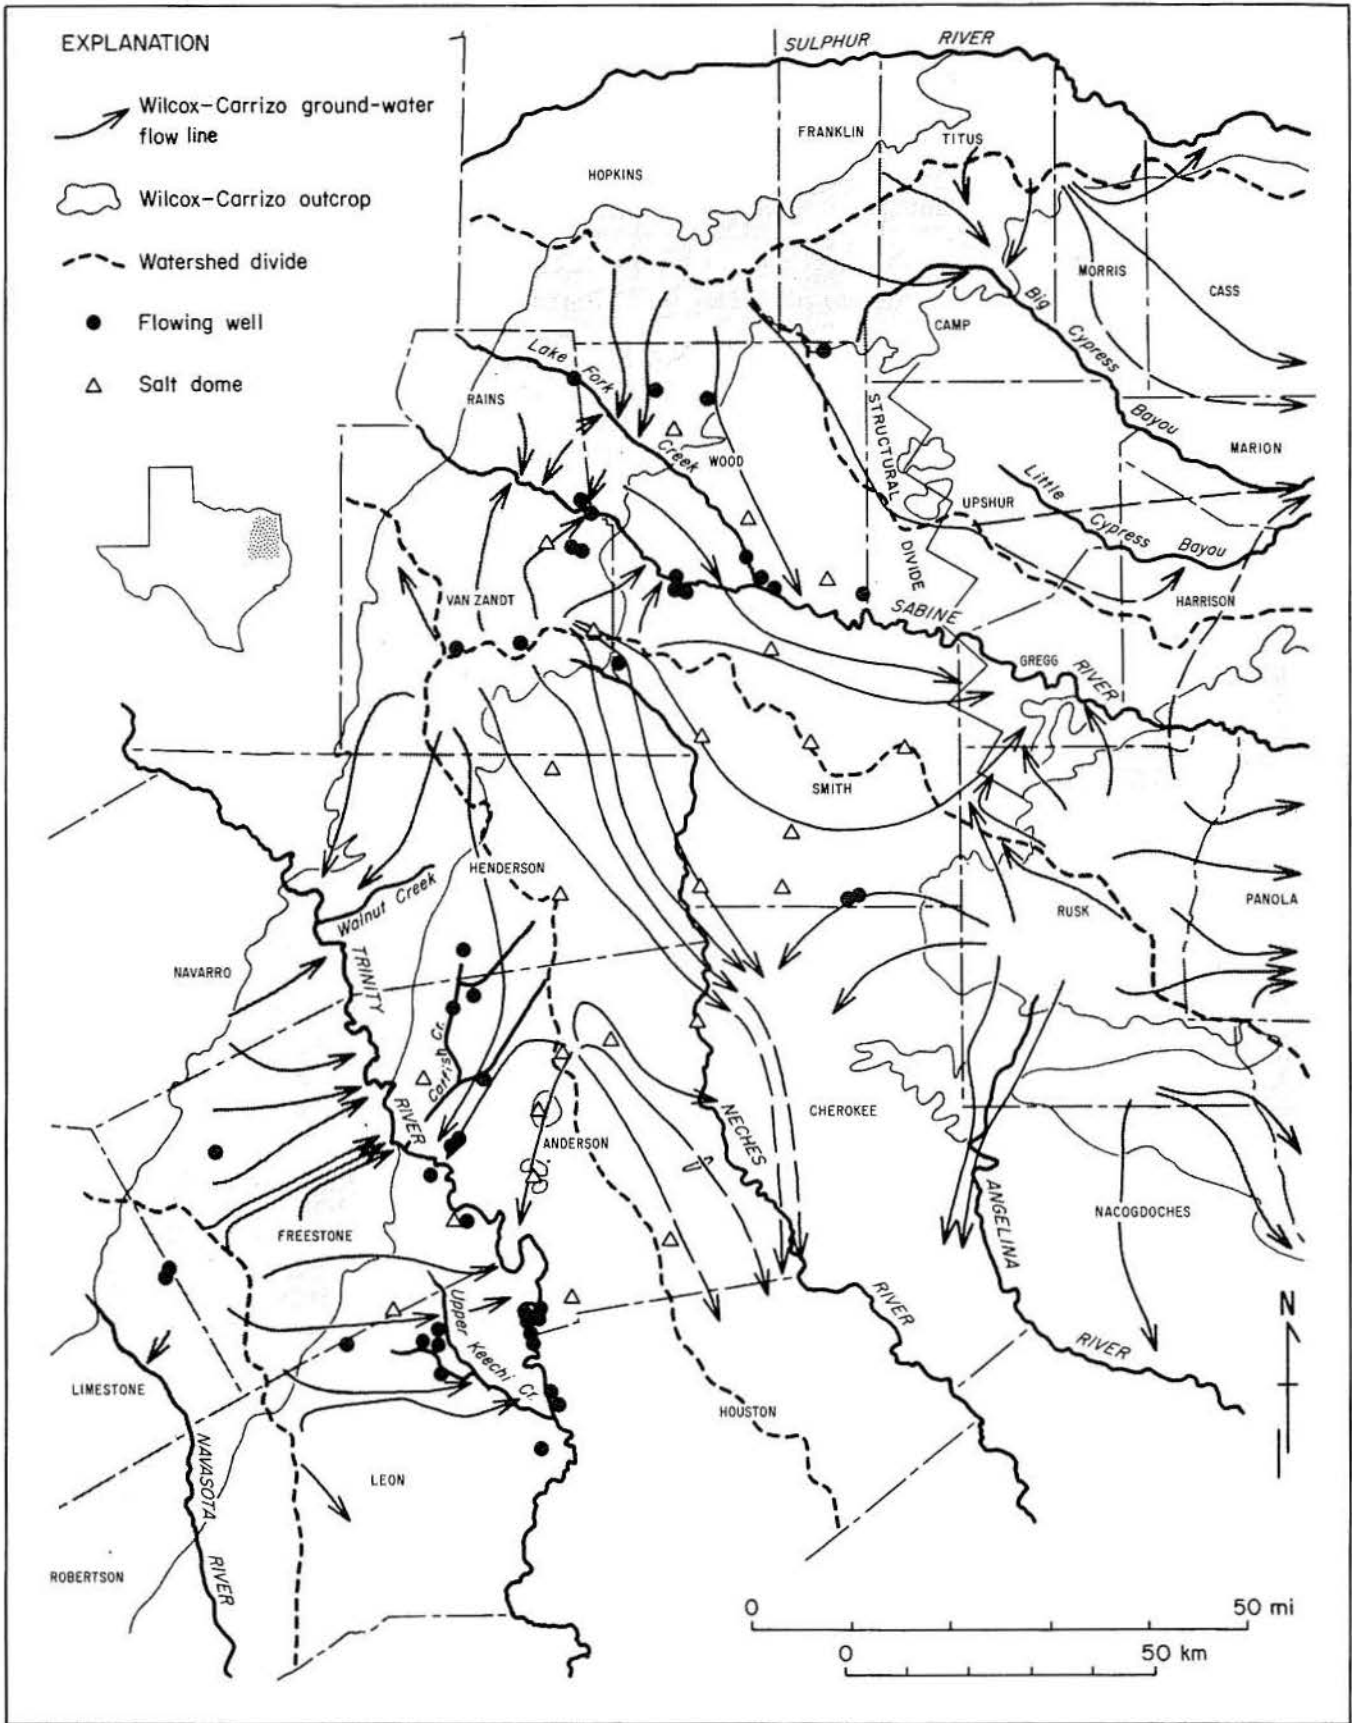 EXPLANATION
Wilcox-Carrizo ground-water
flow line
Wilcox-Carrizo outcrop
Watershed divide
Flowing well
Salt dome
SULPHUR RIVER
FRANKLIN
TITUS
HOPKINS
MORRIS
CASS
Big Cypress Bayou
CAMP
Lake Fork Creek
RAINS
WOOD
MARION
STRUCTURAL DIVIDE
UPSHUR
Little Cypress Bayou
VAN ZANDT
HARRISON
SABINE RIVER
GREGG
SMITH
HENDERSON
Walnut Creek
PANOLA
RUSK
NAVARRO
TRINITY RIVER
Catfish Cr.
NECHES RIVER
CHEROKEE
ANDERSON
ANGELINA RIVER
NACOGDOCHES
FREESTONE
Upper Keechi Cr.
N
LIMESTONE
HOUSTON
NAVASOTA RIVER
LEON
ROBERTSON
0 50 mi
0 50 km